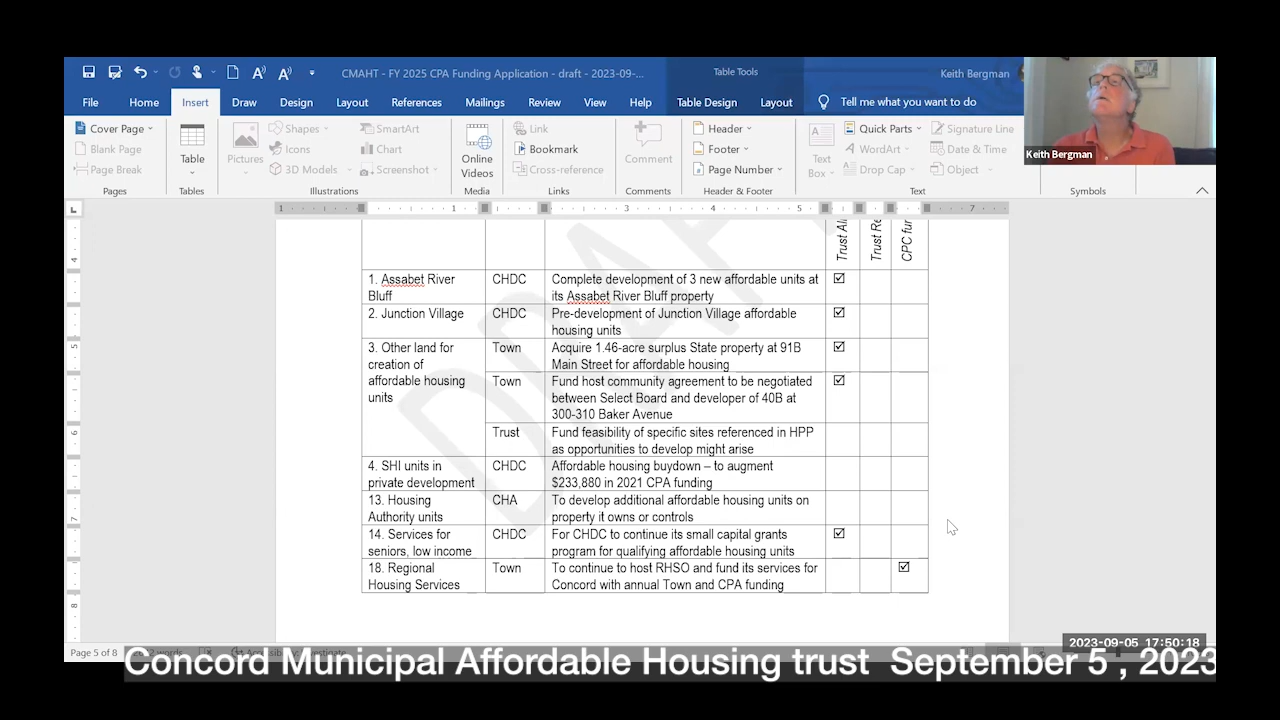 CMAHT - FY 2025 CPA Funding Application - draft - 2023-09-...
Table Tools
Keith Bergman
File Home Insert Draw Design Layout References Mailings Review View Help Table Design Layout Tell me what you want to do
Cover Page
Blank Page
Page Break
Pages
Table
Tables
Pictures
Shapes
Icons
3D Models
SmartArt
Chart
Screenshot
Illustrations
Online
Videos
Media
Link
Bookmark
Cross-reference
Links
Comment
Comments
Header
Footer
Page Number
Header & Footer
Text
Box
Quick Parts
WordArt
Drop Cap
Signature Line
Date & Time
Object
Text
Symbols
Keith Bergman
1 1 3 4 5 7
DRAFT
Trust Re
CPC fur
1. Assabet River
Bluff
CHDC
Complete development of 3 new affordable units at
its Assabet River Bluff property
2. Junction Village
CHDC
Pre-development of Junction Village affordable
housing units
3. Other land for
creation of
affordable housing
units
Town
Acquire 1.46-acre surplus State property at 91B
Main Street for affordable housing
Town
Fund host community agreement to be negotiated
between Select Board and developer of 40B at
300-310 Baker Avenue
Trust
Fund feasibility of specific sites referenced in HPP
as opportunities to develop might arise
4. SHI units in
private development
CHDC
Affordable housing buydown – to augment
$233,880 in 2021 CPA funding
13. Housing
Authority units
CHA
To develop additional affordable housing units on
property it owns or controls
14. Services for
seniors, low income
CHDC
For CHDC to continue its small capital grants
program for qualifying affordable housing units
18. Regional
Housing Services
Town
To continue to host RHSO and fund its services for
Concord with annual Town and CPA funding
2023-09-05 17:50:18
Page 5 of 8
Concord Municipal Affordable Housing trust September 5 , 2023